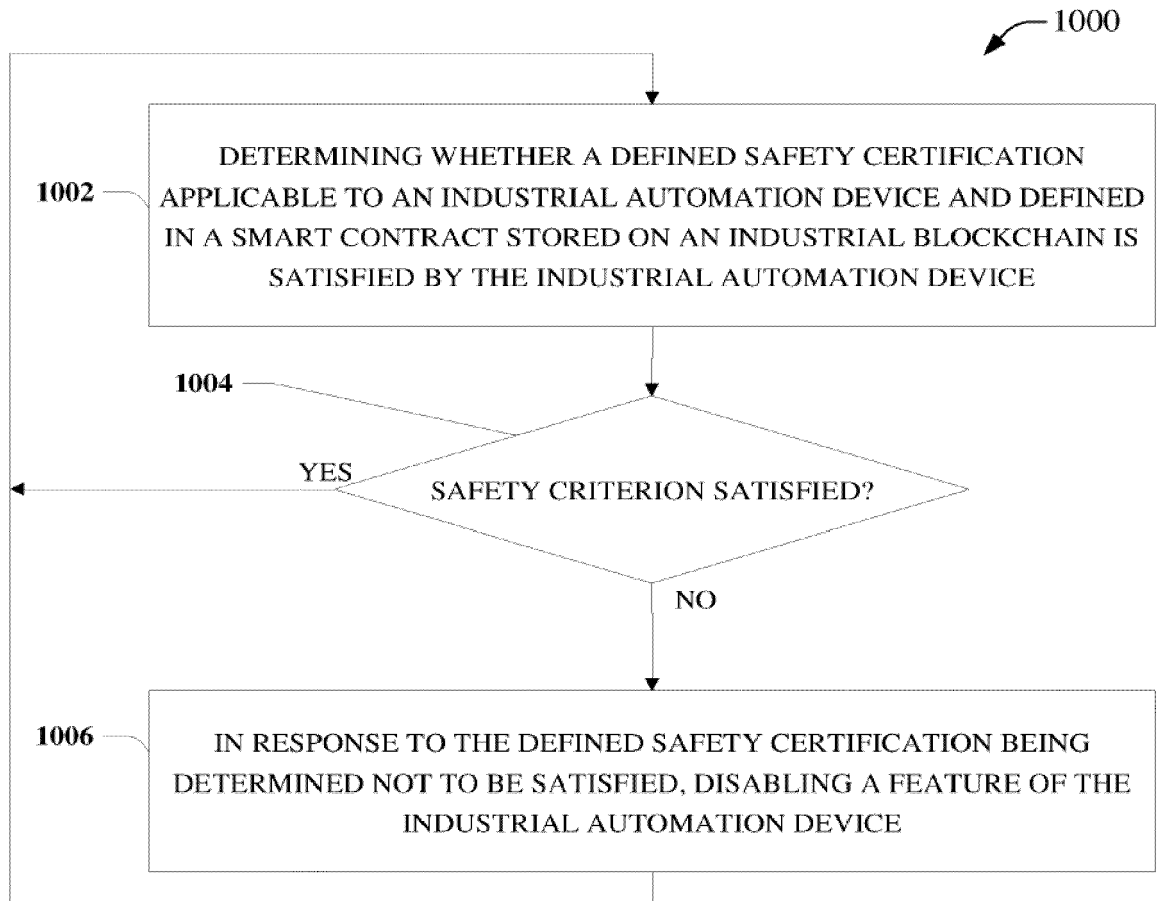 1000
DETERMINING WHETHER A DEFINED SAFETY CERTIFICATION
1002
APPLICABLE TO AN INDUSTRIAL AUTOMATION DEVICE AND DEFINED
IN A SMART CONTRACT STORED ON AN INDUSTRIAL BLOCKCHAIN IS
SATISFIED BY THE INDUSTRIAL AUTOMATION DEVICE
1004
YES
SAFETY CRITERION SATISFIED?
NO
1006
IN RESPONSE TO THE DEFINED SAFETY CERTIFICATION BEING
DETERMINED NOT TO BE SATISFIED, DISABLING A FEATURE OF THE
INDUSTRIAL AUTOMATION DEVICE